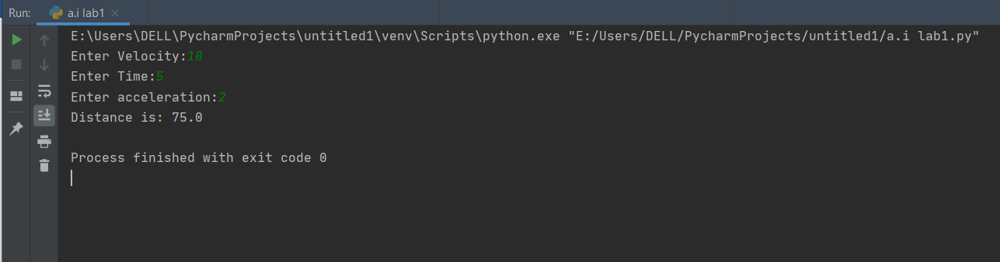 Run: a.i lab1
E:\Users\DELL\PycharmProjects\untitled1\venv\Scripts\python.exe "E:/Users/DELL/PycharmProjects/untitled1/a.i lab1.py"
Enter Velocity:10
Enter Time:5
Enter acceleration:2
Distance is: 75.0
Process finished with exit code 0